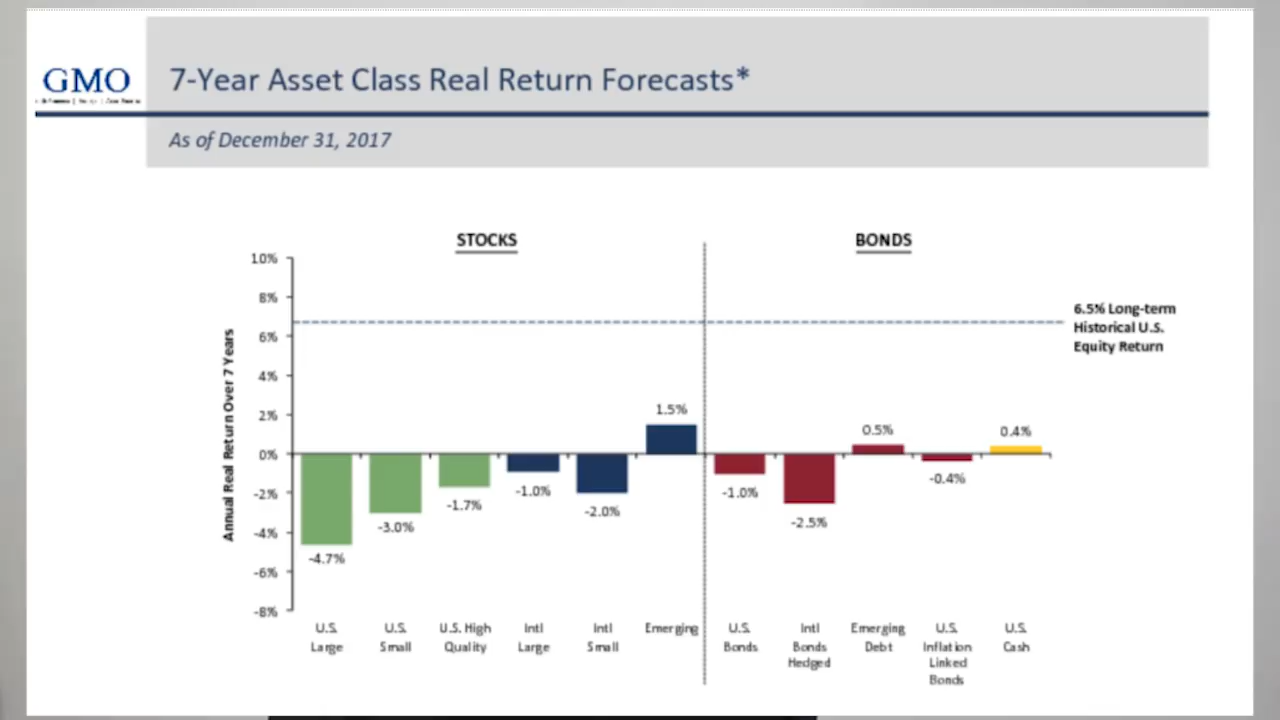 GMO
7-Year Asset Class Real Return Forecasts*
As of December 31, 2017
STOCKS
BONDS
10%
8%
6%
4%
2%
0%
-2%
-4%
-6%
-8%
Annual Real Return Over 7 Years
6.5% Long-term
Historical U.S.
Equity Return
-4.7%
-3.0%
-1.7%
-1.0%
-2.0%
1.5%
-1.0%
-2.5%
0.5%
-0.4%
0.4%
U.S.
Large
U.S.
Small
U.S. High
Quality
Intl
Large
Intl
Small
Emerging
U.S.
Bonds
Intl
Bonds
Hedged
Emerging
Debt
U.S.
Inflation
Linked
Bonds
U.S.
Cash